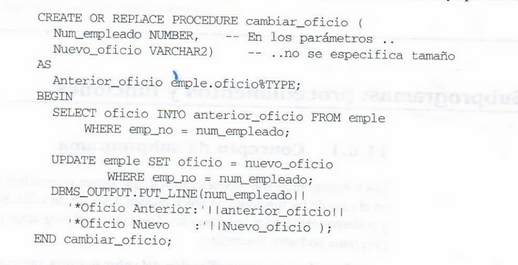 CREATE OR REPLACE PROCEDURE cambiar_oficio (
Num_empleado NUMBER, -- En los parámetros ..
Nuevo_oficio VARCHAR2) -- ..no se especifica tamaño
AS
Anterior_oficio emple.oficio%TYPE;
BEGIN
SELECT oficio INTO anterior_oficio FROM emple
WHERE emp_no = num_empleado;
UPDATE emple SET oficio = nuevo_oficio
WHERE emp_no = num_empleado;
DBMS_OUTPUT.PUT_LINE(num_empleado||
'*Oficio Anterior:'||anterior_oficio||
'*Oficio Nuevo :'||Nuevo_oficio );
END cambiar_oficio;